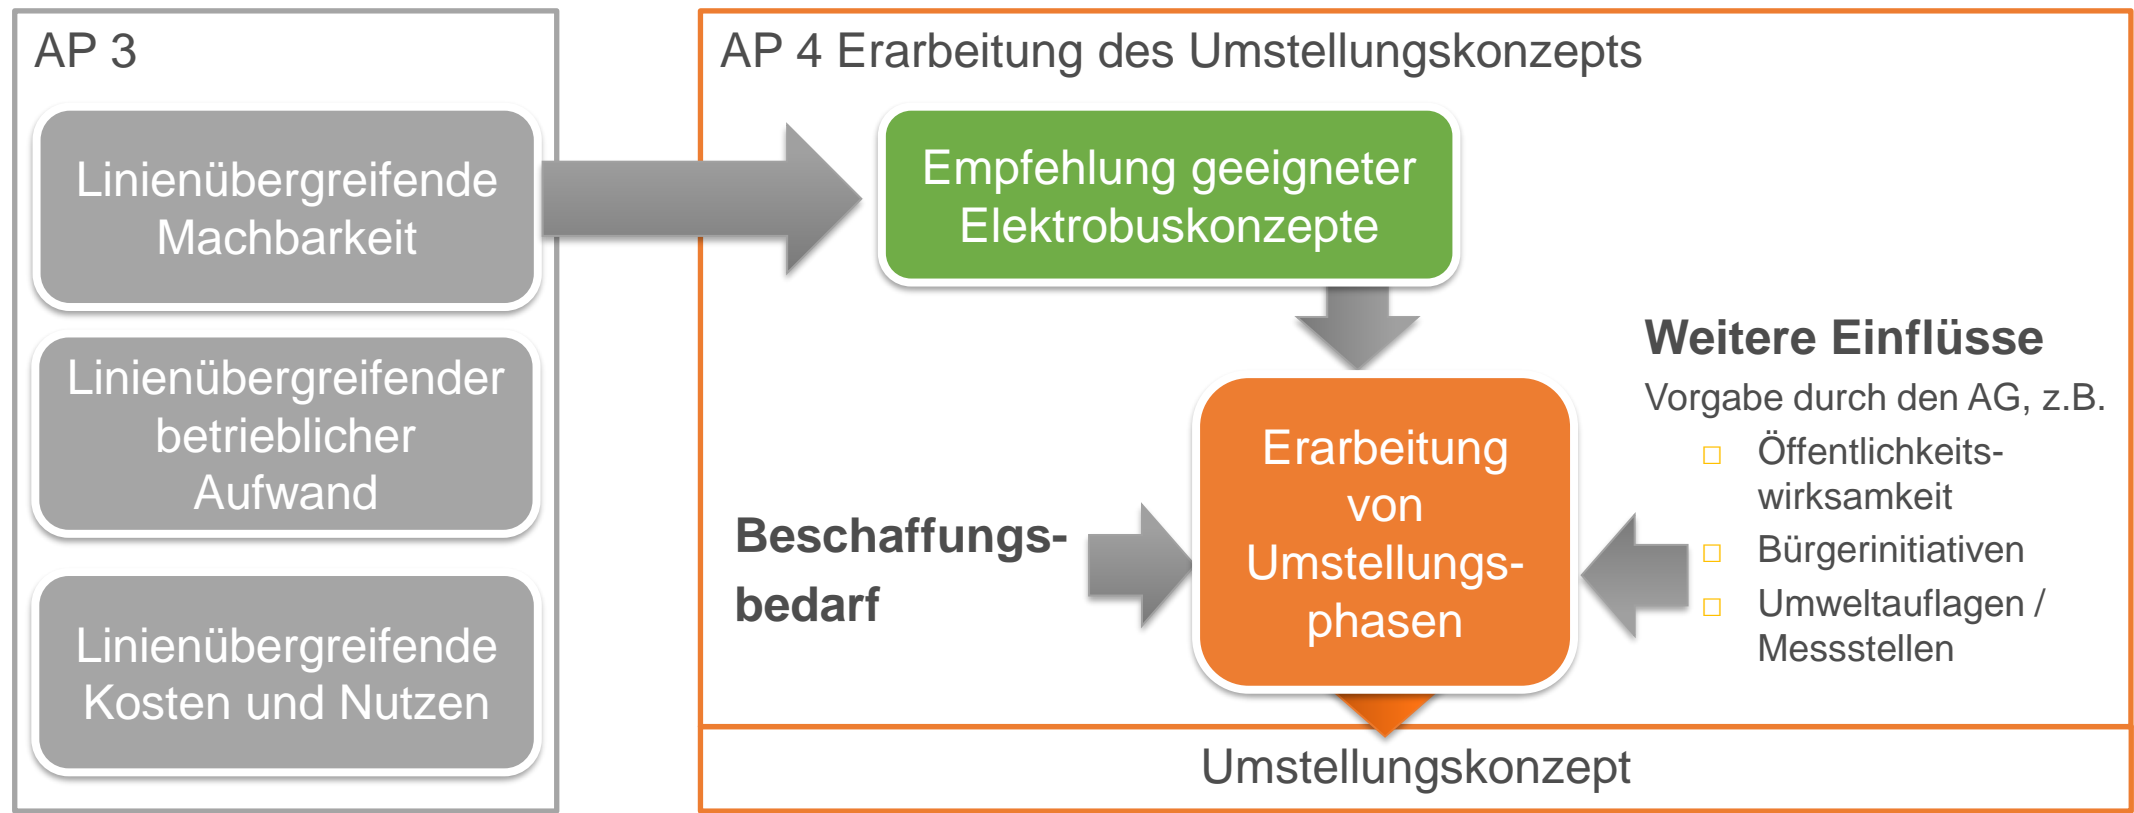 AP 3
Linienübergreifende
Machbarkeit
Linienübergreifender
betrieblicher
Aufwand
Linienübergreifende
Kosten und Nutzen
AP 4 Erarbeitung des Umstellungskonzepts
Empfehlung geeigneter
Elektrobuskonzepte
Beschaffungs-
bedarf
Erarbeitung
von
Umstellungs-
phasen
Weitere Einflüsse
Vorgabe durch den AG, z.B.
Öffentlichkeits-
wirksamkeit
Bürgerinitiativen
Umweltauflagen /
Messstellen
Umstellungskonzept